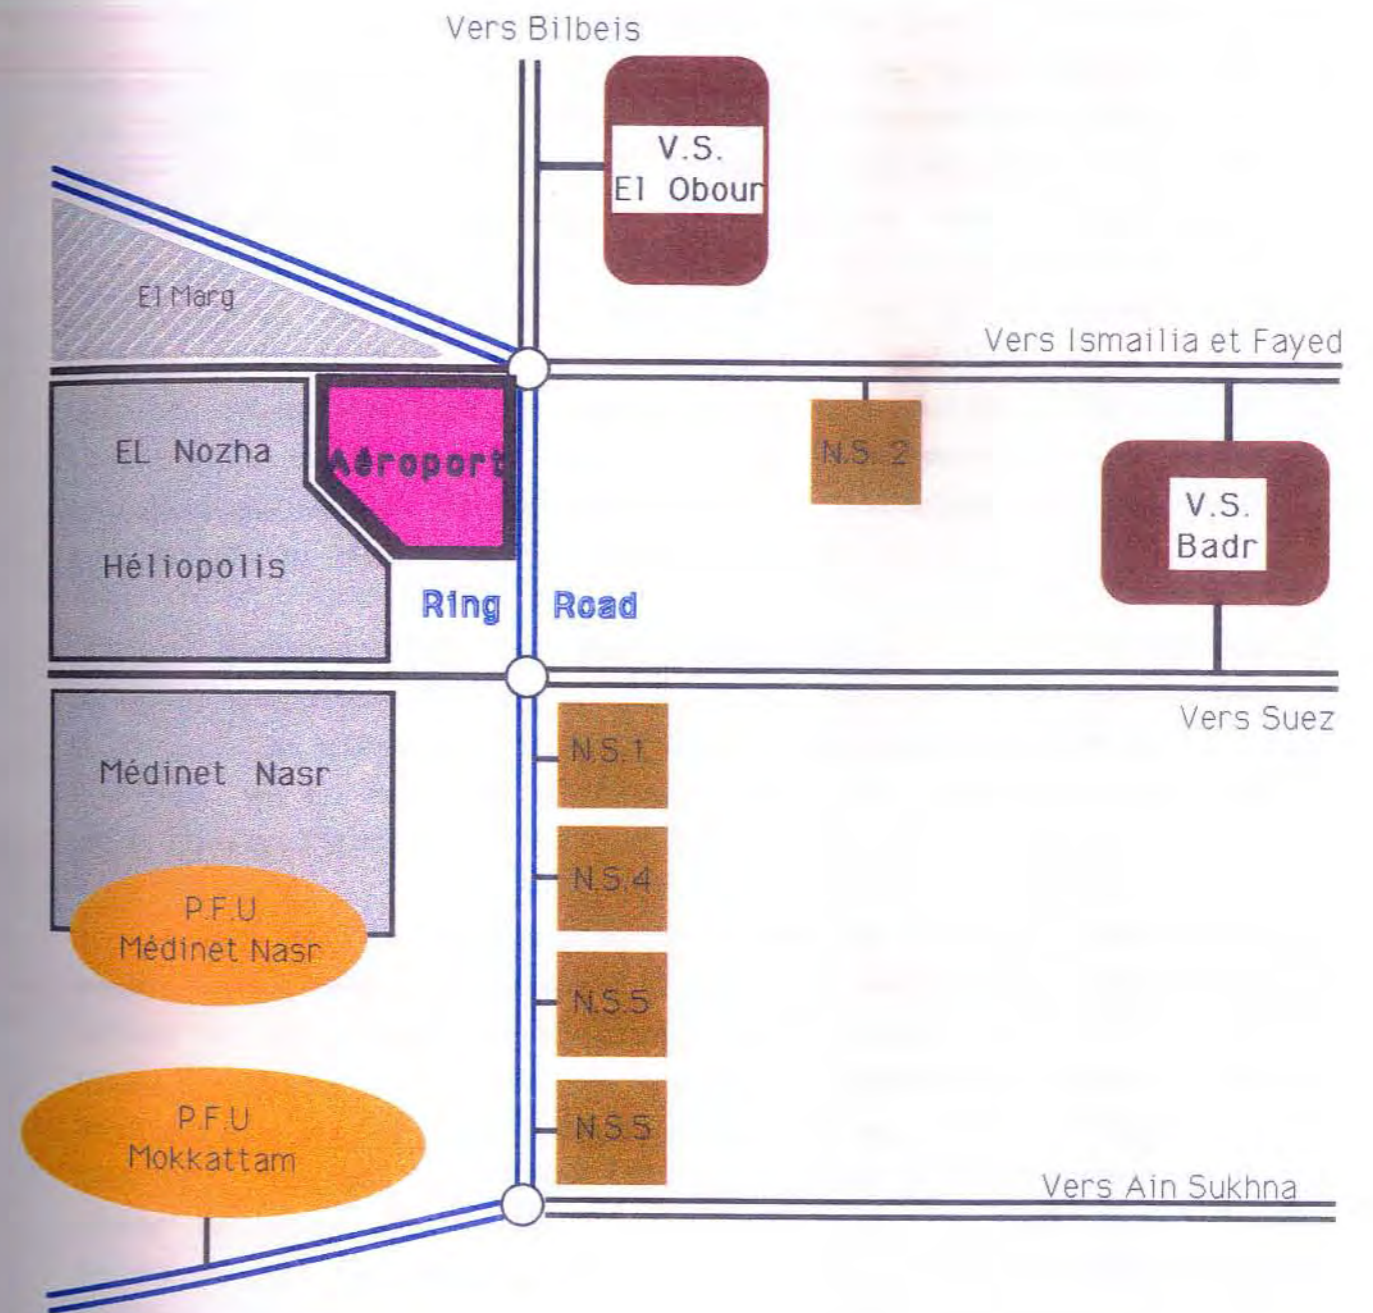 Vers Bilbeis
V.S.
El Obour
El Marg
Vers Ismailia et Fayed
EL Nozha
Aéroport
N.S. 2
V.S.
Badr
Héliopolis
Ring Road
Vers Suez
N.S.1
Médinet Nasr
N.S.4
P.F.U
Médinet Nasr
N.S.5
P.F.U
Mokkattam
N.S.5
Vers Ain Sukhna